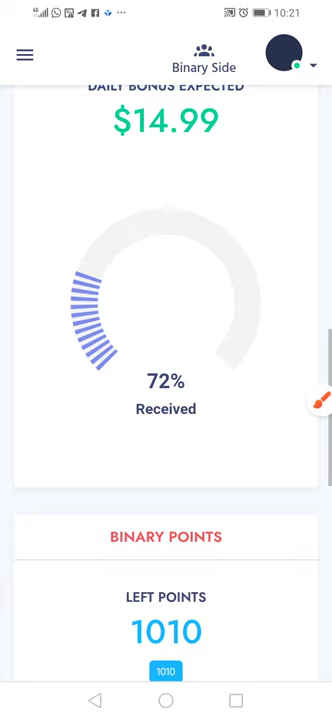 10:21
Binary Side
DAILY BONUS EXPECTED
$14.99
72%
Received
BINARY POINTS
LEFT POINTS
1010
1010